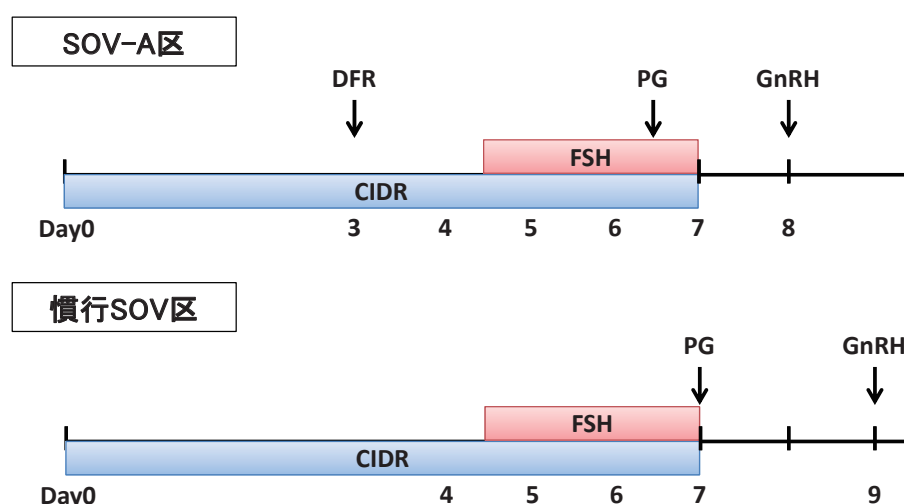 SOV-A区
DFR PG GnRH
FSH
CIDR
Day0 3 4 5 6 7 8
慣行SOV区
PG GnRH
FSH
CIDR
Day0 4 5 6 7 9